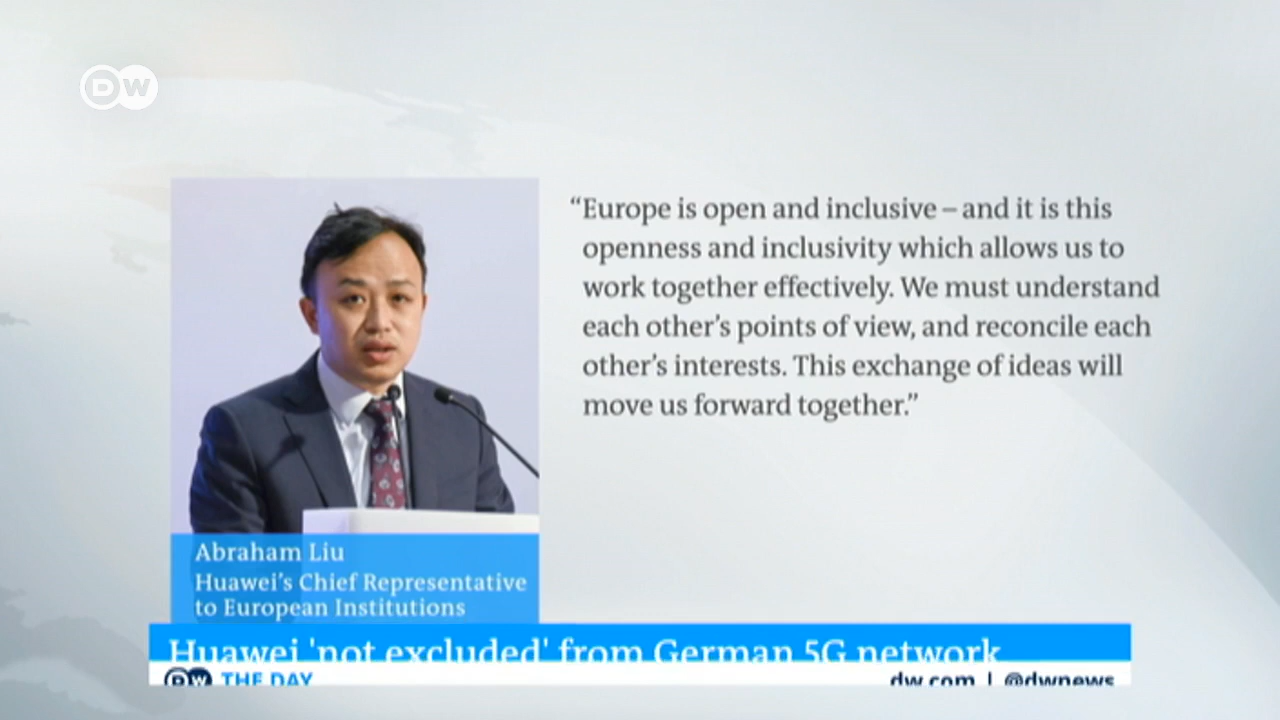 DW
“Europe is open and inclusive – and it is this
openness and inclusivity which allows us to
work together effectively. We must understand
each other’s points of view, and reconcile each
other’s interests. This exchange of ideas will
move us forward together.”
Abraham Liu
Huawei’s Chief Representative
to European Institutions
Huawei 'not excluded' from German 5G network
DW THE DAY
dw.com | @dwnews